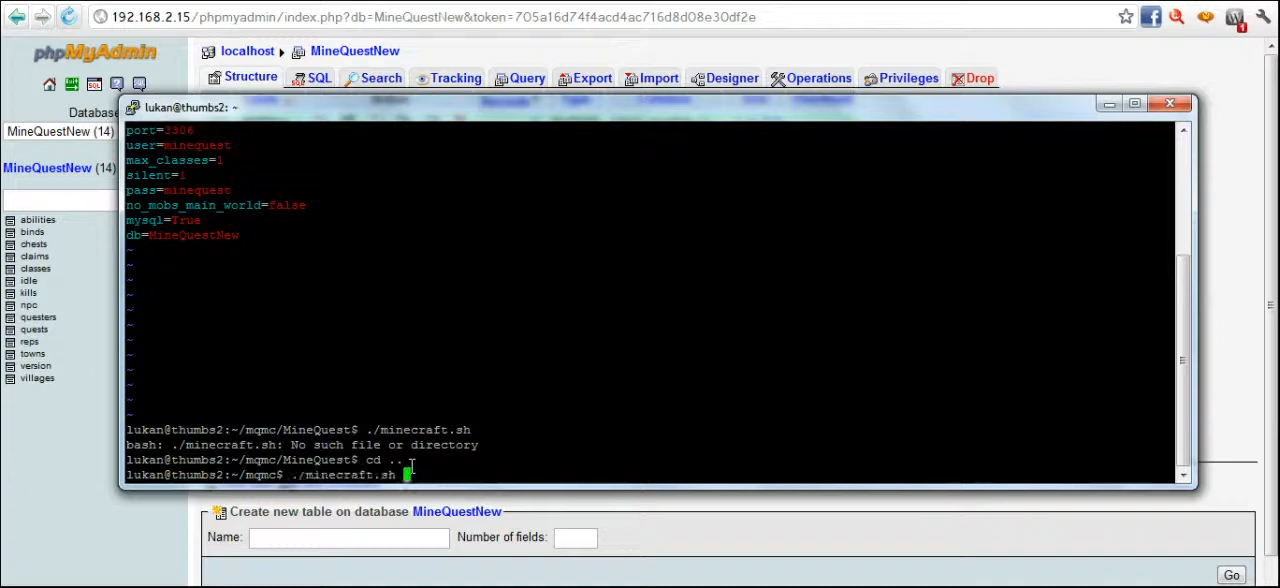 192.168.2.15/phpmyadmin/index.php?db=MineQuestNew&token=705a16d74f4acd4ac716d8d08e30df2e
phpMyAdmin
localhost ▸ MineQuestNew
Structure SQL Search Tracking Query Export Import Designer Operations Privileges Drop
Database
MineQuestNew (14)
MineQuestNew (14)
abilities
binds
chests
claims
classes
idle
kills
npc
questers
quests
reps
towns
version
villages
lukan@thumbs2: ~
port=3306
user=minequest
max_classes=1
silent=1
pass=minequest
no_mobs_main_world=false
mysql=True
db=MineQuestNew
~
~
~
~
~
~
~
~
~
~
~
~
lukan@thumbs2:~/mqmc/MineQuest$ ./minecraft.sh
bash: ./minecraft.sh: No such file or directory
lukan@thumbs2:~/mqmc/MineQuest$ cd ..
lukan@thumbs2:~/mqmc$ ./minecraft.sh
Create new table on database MineQuestNew
Name: Number of fields:
Go